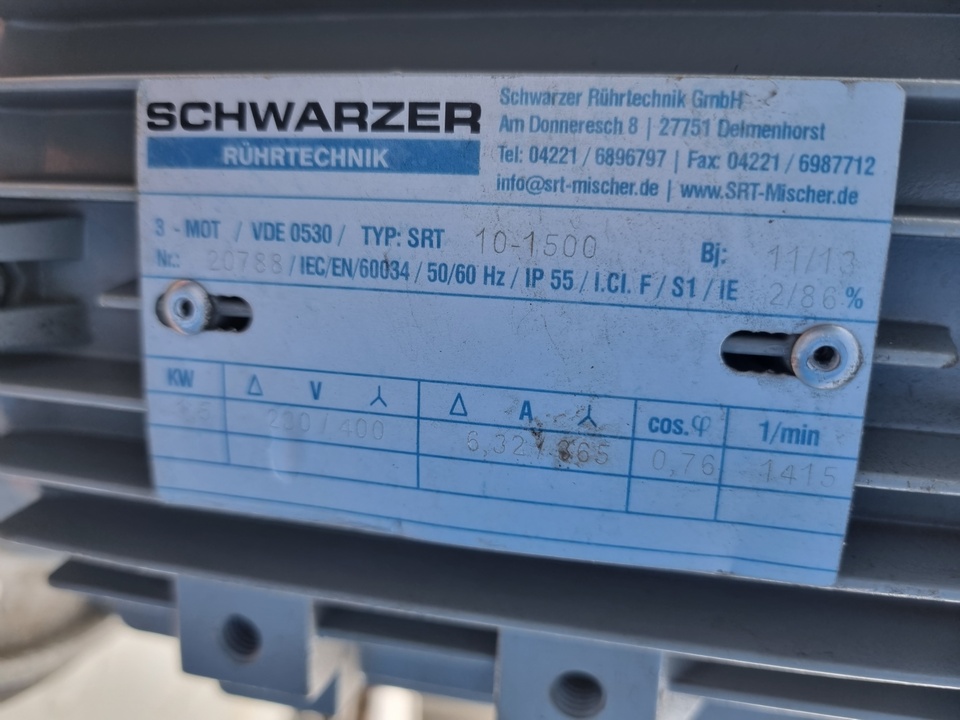 SCHWARZER
RÜHRTECHNIK
Schwarzer Rührtechnik GmbH
Am Donneresch 8 | 27751 Delmenhorst
Tel: 04221 / 6896797 | Fax: 04221 / 6987712
info@srt-mischer.de | www.SRT-Mischer.de
3 - MOT / VDE 0530 / TYP: SRT 10-1500 Bj: 11/13
Nr.: 20788 / IEC/EN/60034 / 50/60 Hz / IP 55 / I.Cl. F / S1 / IE 2/86 %
KW Δ V Y Δ A Y cos.φ 1/min
230/400 6,32 0,76 1415